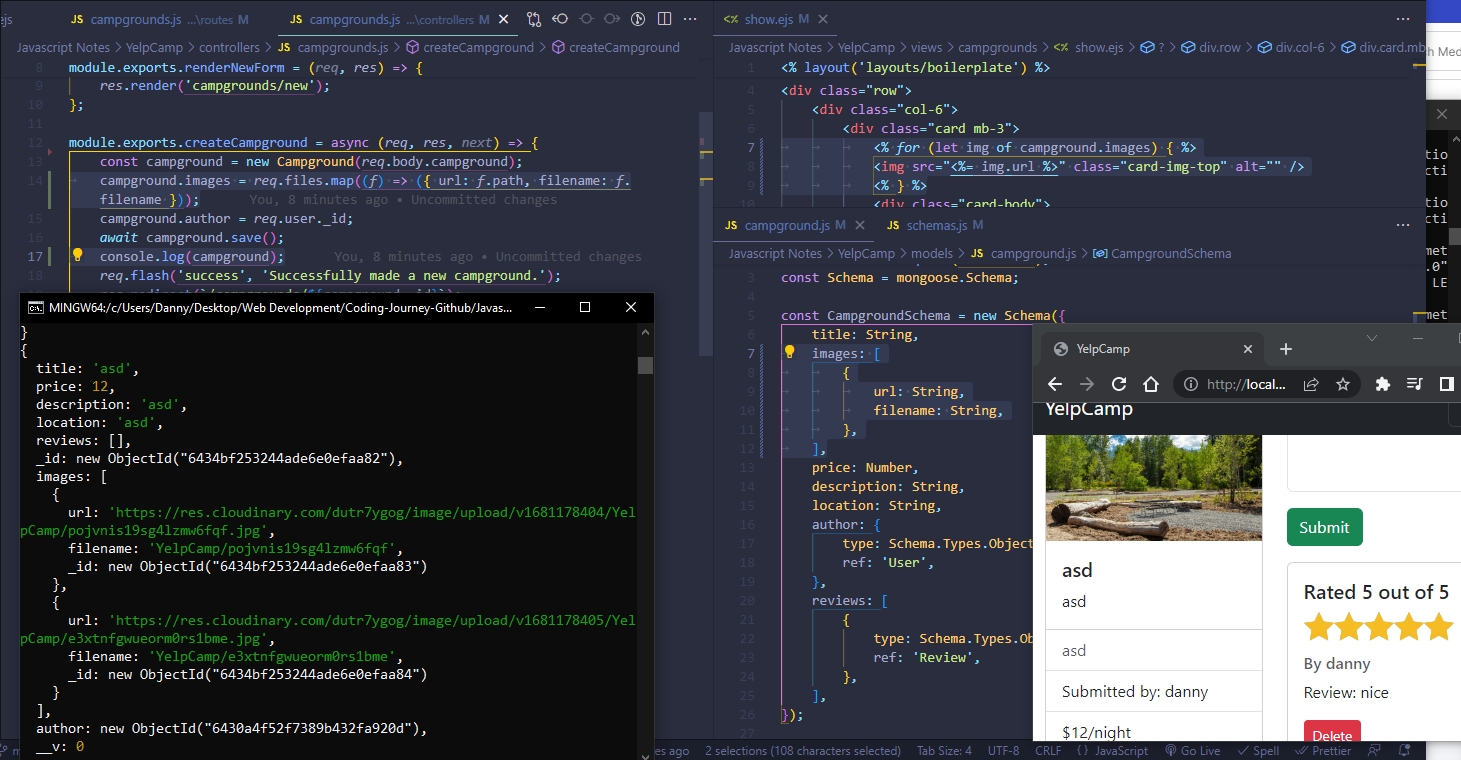 ejs
JS campgrounds.js ...\routes M
JS campgrounds.js ...\controllers M
Javascript Notes > YelpCamp > controllers > JS campgrounds.js > createCampground > createCampground
8 module.exports.renderNewForm = (req, res) => {
9 res.render('campgrounds/new');
10 };
11
12 module.exports.createCampground = async (req, res, next) => {
13 const campground = new Campground(req.body.campground);
14 campground.images = req.files.map((f) => ({ url: f.path, filename: f.
filename })); You, 8 minutes ago • Uncommitted changes
15 campground.author = req.user._id;
16 await campground.save();
17 console.log(campground); You, 8 minutes ago • Uncommitted changes
18 req.flash('success', 'Successfully made a new campground.');
MINGW64:/c/Users/Danny/Desktop/Web Development/Coding-Journey-Github/Javas...
}
{
title: 'asd',
price: 12,
description: 'asd',
location: 'asd',
reviews: [],
_id: new ObjectId("6434bf253244ade6e0efaa82"),
images: [
{
url: 'https://res.cloudinary.com/dutr7ygog/image/upload/v1681178404/Yel
pCamp/pojvnis19sg4lzmw6fqf.jpg',
filename: 'YelpCamp/pojvnis19sg4lzmw6fqf',
_id: new ObjectId("6434bf253244ade6e0efaa83")
},
{
url: 'https://res.cloudinary.com/dutr7ygog/image/upload/v1681178405/Yel
pCamp/e3xtnfgwueorm0rs1bme.jpg',
filename: 'YelpCamp/e3xtnfgwueorm0rs1bme',
_id: new ObjectId("6434bf253244ade6e0efaa84")
}
],
author: new ObjectId("6430a4f52f7389b432fa920d"),
__v: 0
<%= show.ejs M
Javascript Notes > YelpCamp > views > campgrounds > <%= show.ejs > ? > div.row > div.col-6 > div.card.mb
1 <% layout('layouts/boilerplate') %>
4 <div class="row">
5 <div class="col-6">
6 <div class="card mb-3">
7 <% for (let img of campground.images) { %>
8 <img src="<%= img.url %>" class="card-img-top" alt="" />
9 <% } %>
10 <div class="card-body">
JS campground.js M
JS schemas.js M
Javascript Notes > YelpCamp > models > JS campground.js > CampgroundSchema
3 const Schema = mongoose.Schema;
4
5 const CampgroundSchema = new Schema({
6 title: String,
7 images: [
8 {
9 url: String,
10 filename: String,
11 },
12 ],
13 price: Number,
14 description: String,
15 location: String,
16 author: {
17 type: Schema.Types.Object
18 ref: 'User',
19 },
20 reviews: [
21 {
22 type: Schema.Types.Ob
23 ref: 'Review',
24 },
25 ],
26 });
27
h Med
YelpCamp
http://local...
YelpCamp
asd
asd
asd
Submitted by: danny
$12/night
Submit
Rated 5 out of 5
By danny
Review: nice
Delete
es ago 2 selections (108 characters selected) Tab Size: 4 UTF-8 CRLF {} JavaScript Go Live Spell Prettier